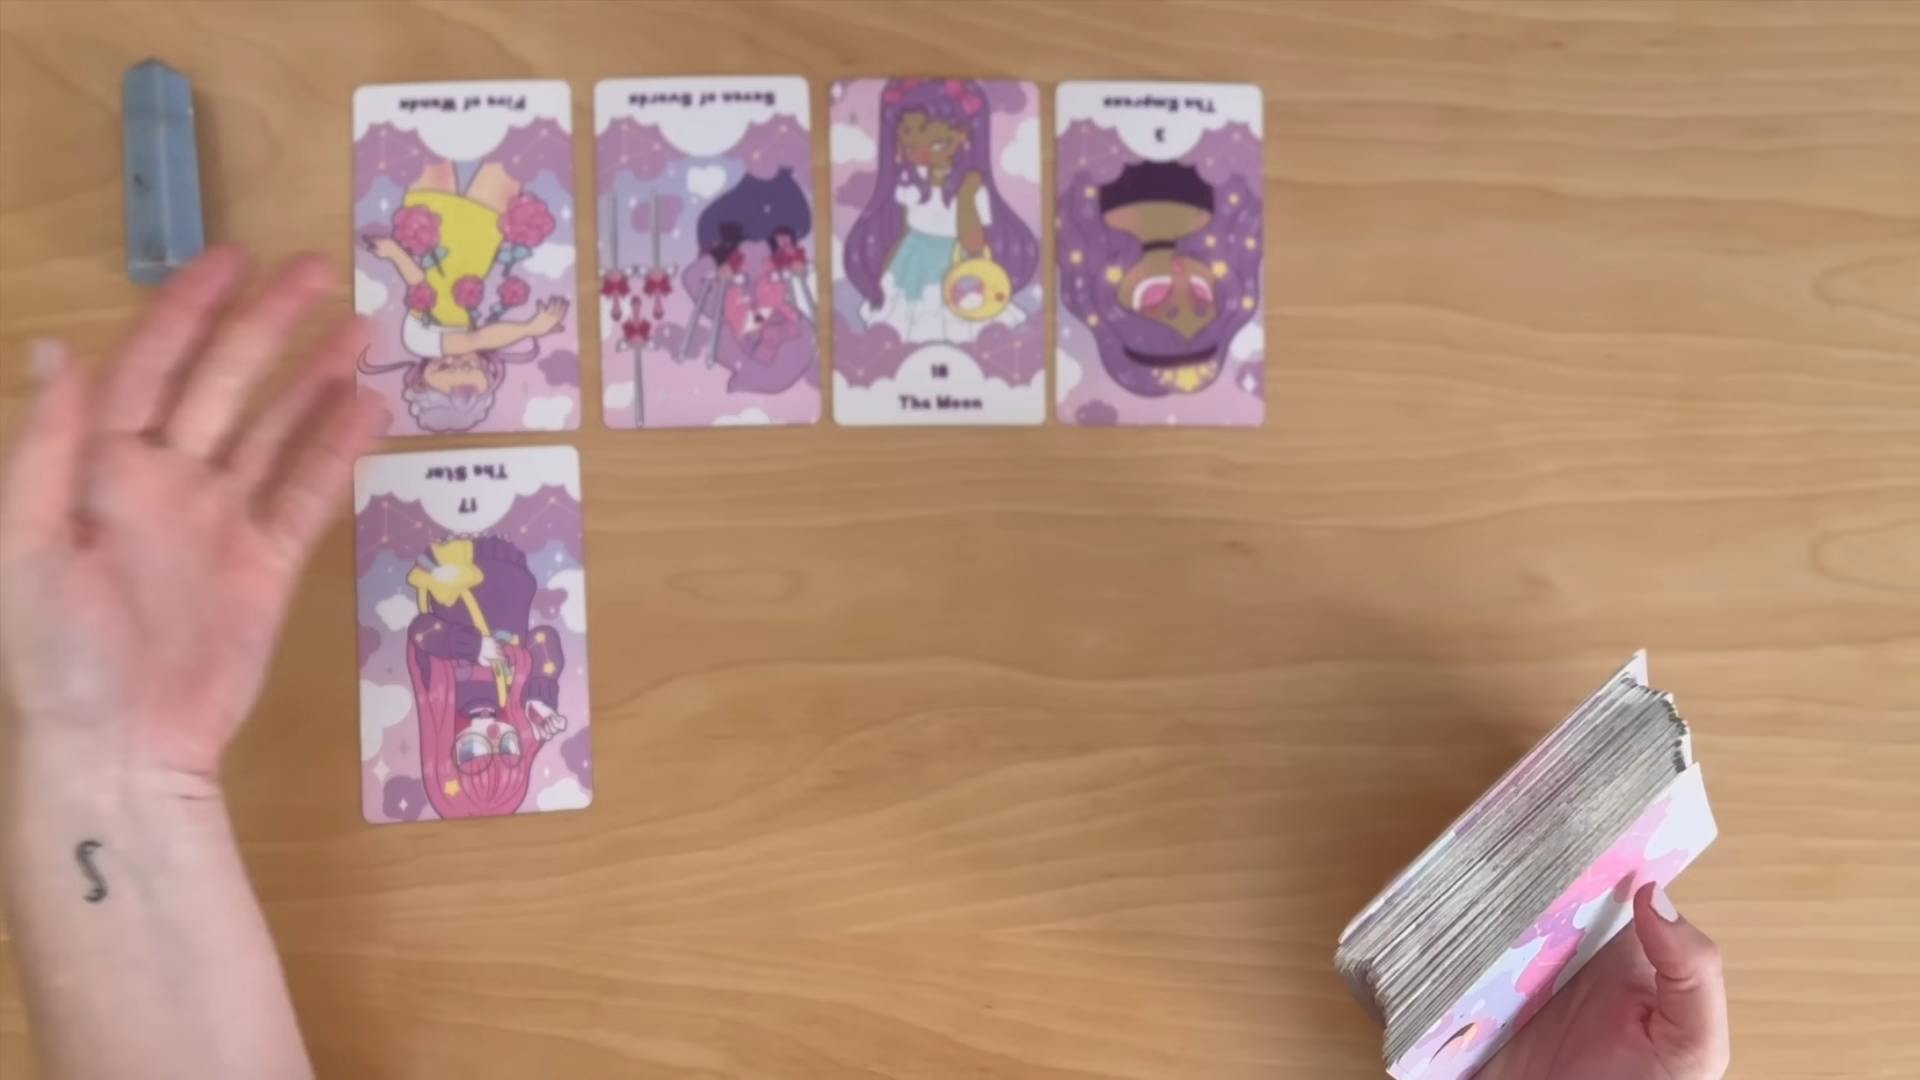 Five of Wands
Seven of Swords
18
The Moon
The Empress
3
The Star
17